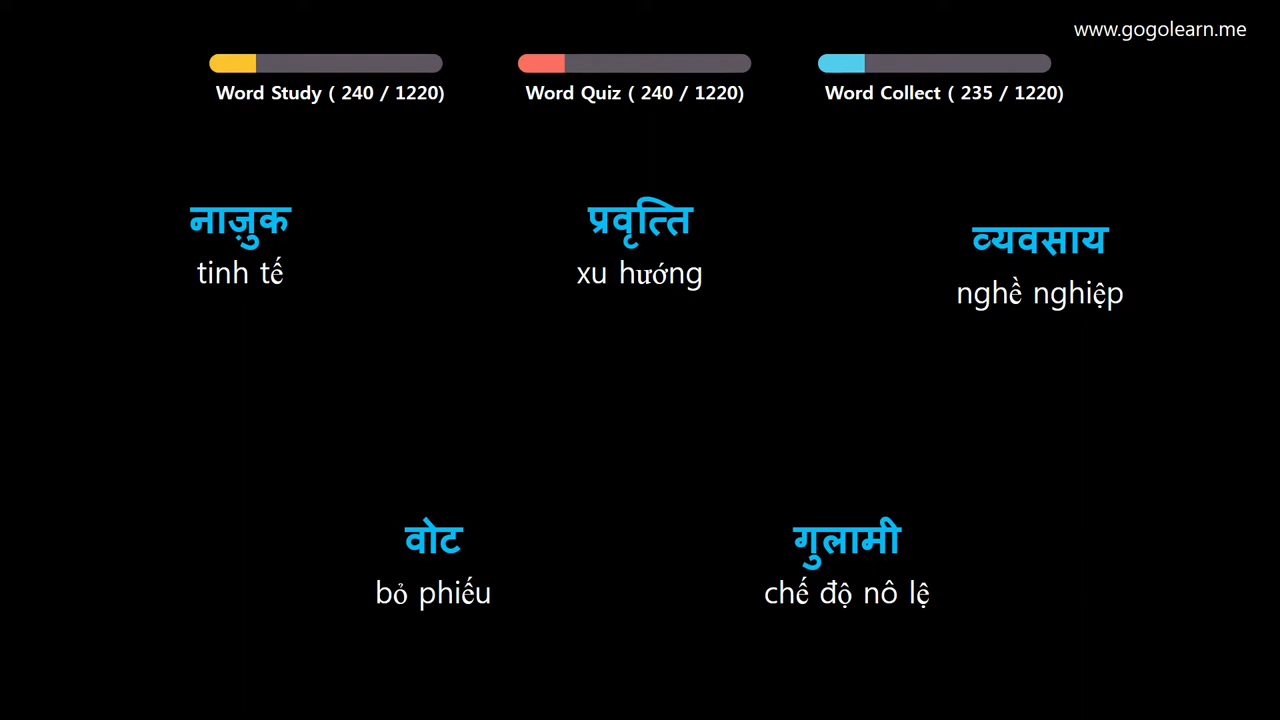 www.gogolearn.me
Word Study ( 240 / 1220)
Word Quiz ( 240 / 1220)
Word Collect ( 235 / 1220)
नाज़ुक
tinh tế
प्रवृत्ति
xu hướng
व्यवसाय
nghề nghiệp
वोट
bỏ phiếu
गुलामी
chế độ nô lệ